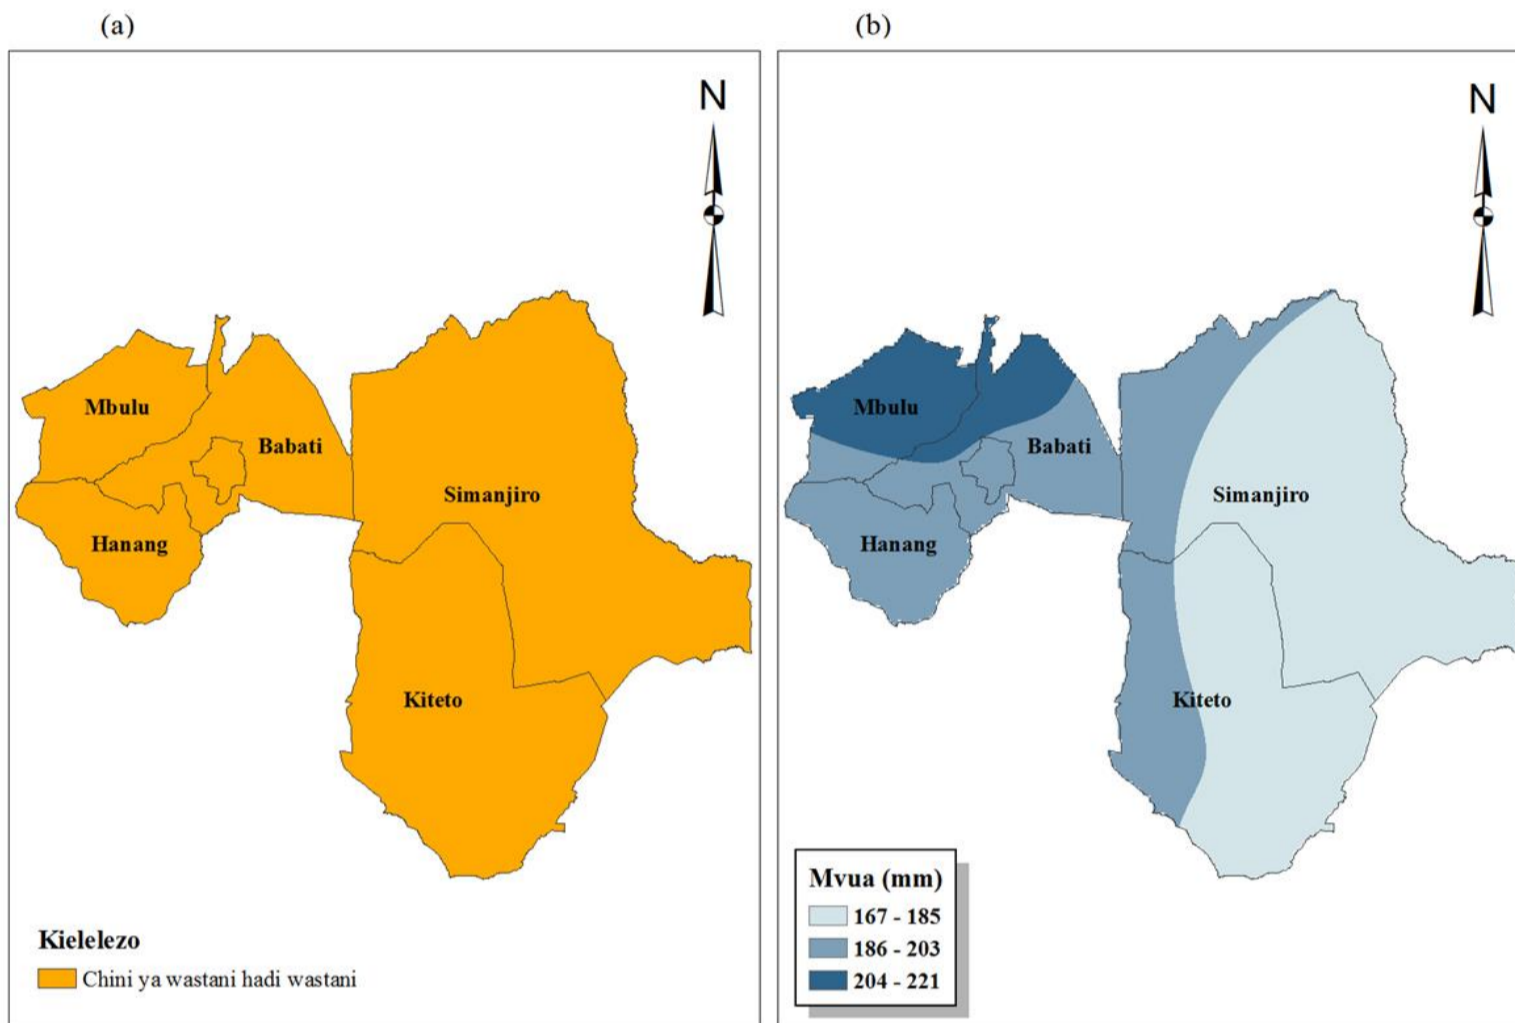 (a)
N
Mbulu
Babati
Simanjiro
Hanang
Kiteto
Kielelezo
Chini ya wastani hadi wastani
(b)
N
Mbulu
Babati
Simanjiro
Hanang
Kiteto
Mvua (mm)
167 - 185
186 - 203
204 - 221